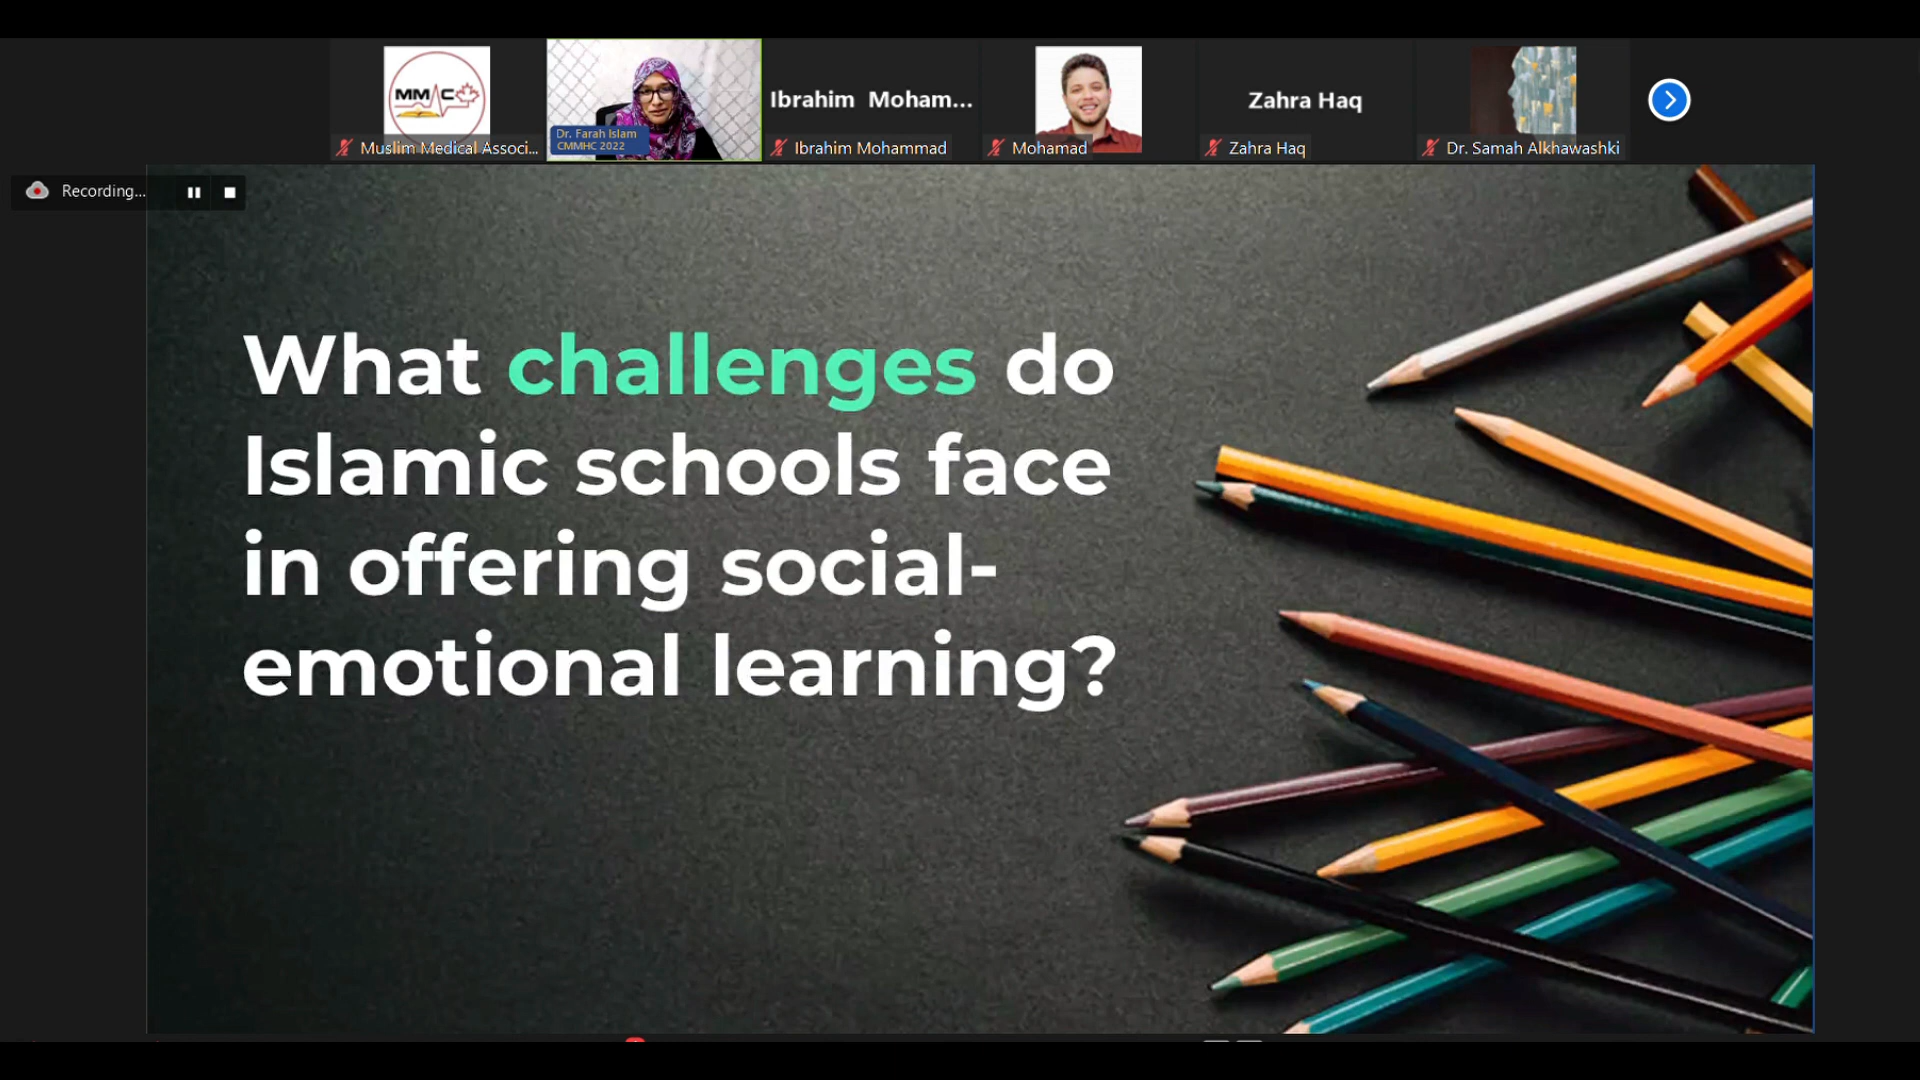 MMAC
Muslim Medical Associ...
Dr. Farah Islam
CMMHC 2022
Ibrahim Moham...
Ibrahim Mohammad
Mohamad
Zahra Haq
Zahra Haq
Dr. Samah Alkhawashki
Recording...
What challenges do
Islamic schools face
in offering social-
emotional learning?